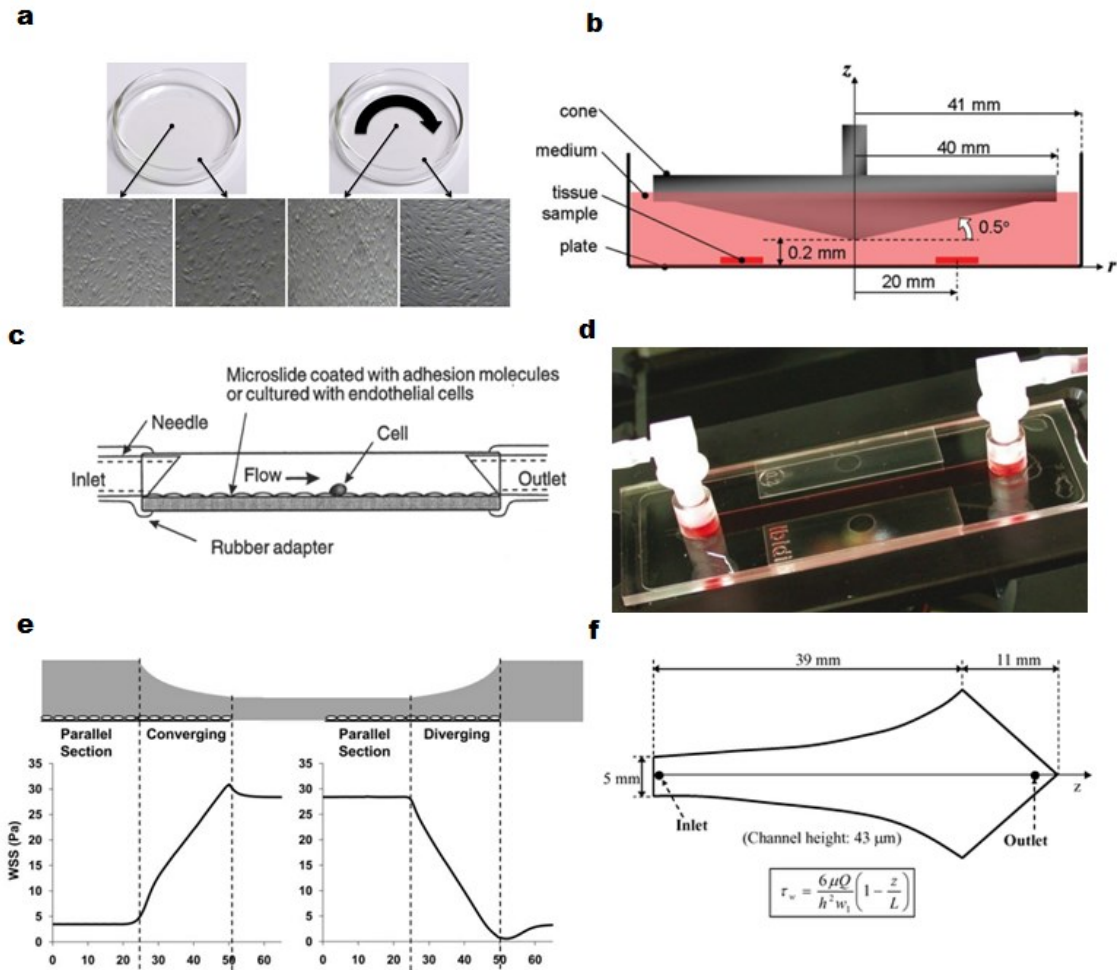 a
b
z
41 mm
cone
40 mm
medium
tissue
sample
0.5°
plate
0.2 mm
r
20 mm
c
d
Microslide coated with adhesion molecules
or cultured with endothelial cells
Needle
Cell
Inlet
Flow
Outlet
Rubber adapter
ibidi
e
f
Parallel
Section
Converging
Parallel
Section
Diverging
WSS (Pa)
35
30
25
20
15
10
5
0
0 10 20 30 40 50 60
35
30
25
20
15
10
5
0
0 10 20 30 40 50 60
39 mm
11 mm
5 mm
z
Inlet
Outlet
(Channel height: 43 μm)
τ_w = 6μQ / h²w₁ (1 − z/L)